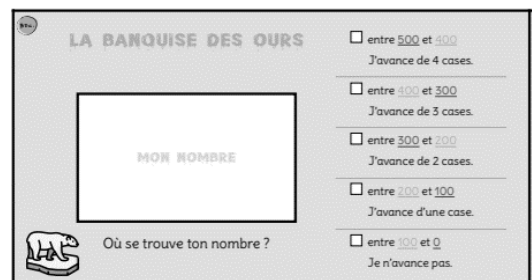 LA BANQUISE DES OURS
MON NOMBRE
Où se trouve ton nombre ?
entre 500 et 400
J'avance de 4 cases.
entre 400 et 300
J'avance de 3 cases.
entre 300 et 200
J'avance de 2 cases.
entre 200 et 100
J'avance d'une case.
entre 100 et 0
Je n'avance pas.